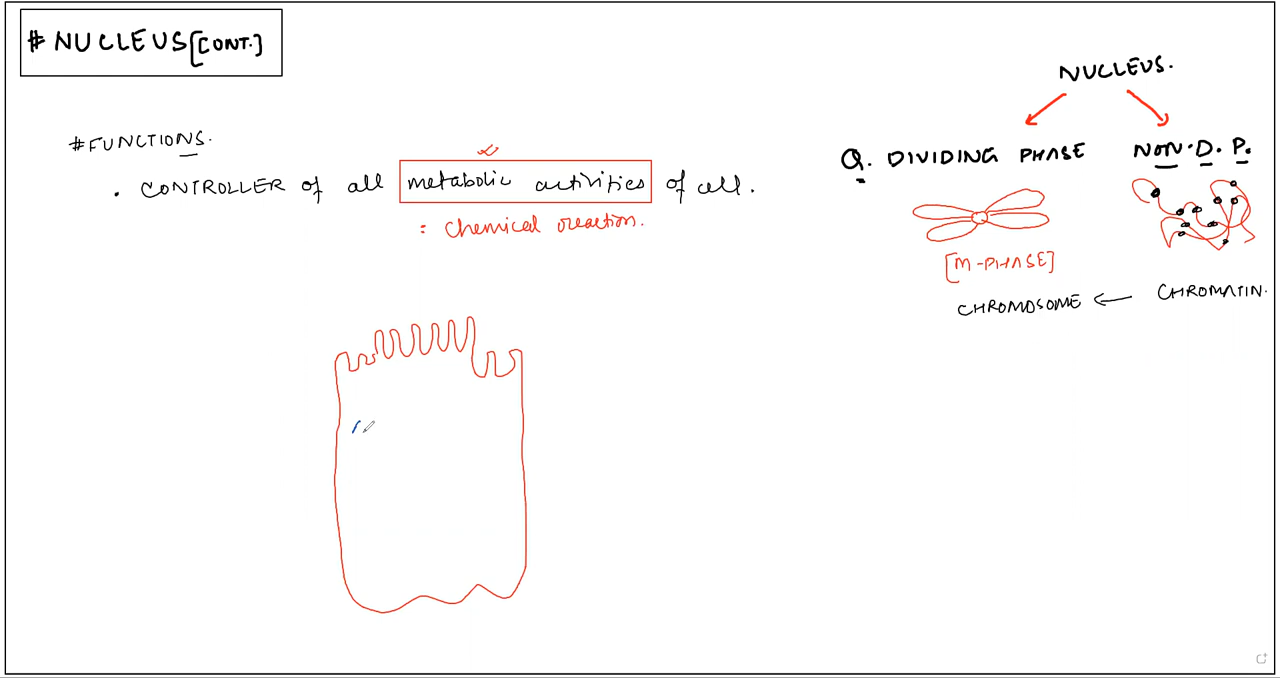 # NUCLEUS [CONT.]
# FUNCTIONS.
. CONTROLLER of all metabolic activities of cell.
= chemical reaction.
NUCLEUS.
Q. DIVIDING PHASE
NON. D. P.
[M-PHASE]
CHROMOSOME ← CHROMATIN.